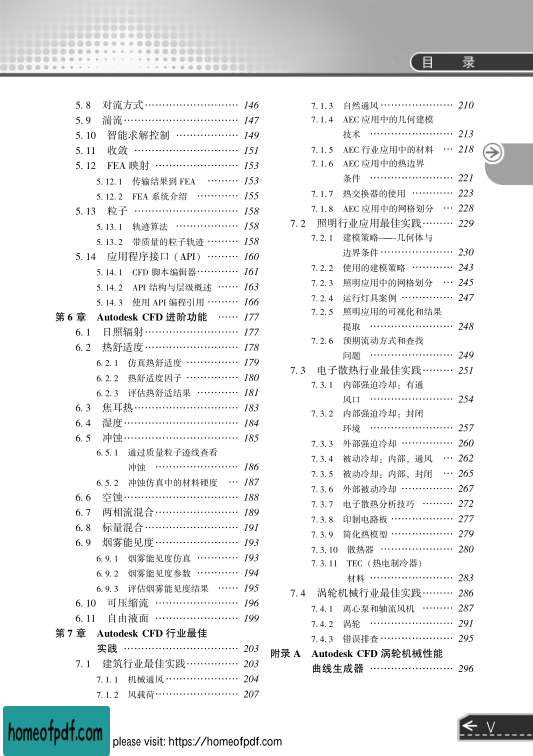 目 录
5. 8 对流方式 ……………………… 146
5. 9 湍流 …………………………… 147
5. 10 智能求解控制 ……………… 149
5. 11 收敛 ………………………… 151
5. 12 FEA 映射 …………………… 153
5. 12. 1 传输结果到 FEA ……… 153
5. 12. 2 FEA 系统介绍 ………… 155
5. 13 粒子 ………………………… 158
5. 13. 1 轨迹算法 ……………… 158
5. 13. 2 带质量的粒子轨迹 ……… 158
5. 14 应用程序接口（API） ……… 160
5. 14. 1 CFD 脚本编辑器 ………… 161
5. 14. 2 API 结构与层级概述 …… 163
5. 14. 3 使用 API 编程引用 ……… 166
第 6 章 Autodesk CFD 进阶功能 …… 177
6. 1 日照辐射 ……………………… 177
6. 2 热舒适度 ……………………… 178
6. 2. 1 仿真热舒适度 …………… 179
6. 2. 2 热舒适度因子 …………… 180
6. 2. 3 评估热舒适结果 ………… 181
6. 3 焦耳热 ………………………… 183
6. 4 湿度 …………………………… 184
6. 5 冲蚀 …………………………… 185
6. 5. 1 通过质量粒子迹线查看
冲蚀 …………………… 186
6. 5. 2 冲蚀仿真中的材料硬度 … 187
6. 6 空蚀 …………………………… 188
6. 7 两相流混合 …………………… 189
6. 8 标量混合 ……………………… 191
6. 9 烟雾能见度 …………………… 193
6. 9. 1 烟雾能见度仿真 ………… 193
6. 9. 2 烟雾能见度参数 ………… 194
6. 9. 3 评估烟雾能见度结果 …… 195
6. 10 可压缩流 …………………… 196
6. 11 自由液面 …………………… 199
第 7 章 Autodesk CFD 行业最佳
实践 …………………………… 203
7. 1 建筑行业最佳实践 …………… 203
7. 1. 1 机械通风 ………………… 204
7. 1. 2 风载荷 …………………… 207
7. 1. 3 自然通风 ………………… 210
7. 1. 4 AEC 应用中的几何建模
技术 …………………… 213
7. 1. 5 AEC 行业应用中的材料 … 218
7. 1. 6 AEC 应用中的热边界
条件 …………………… 221
7. 1. 7 热交换器的使用 ………… 223
7. 1. 8 AEC 应用中的网格划分 … 228
7. 2 照明行业应用最佳实践 ……… 229
7. 2. 1 建模策略——几何体与
边界条件 ………………… 230
7. 2. 2 使用的建模策略 ………… 243
7. 2. 3 照明应用中的网格划分 … 245
7. 2. 4 运行灯具案例 …………… 247
7. 2. 5 照明应用的可视化和结果
提取 …………………… 248
7. 2. 6 预期流动方式和查找
问题 …………………… 249
7. 3 电子散热行业最佳实践 ……… 251
7. 3. 1 内部强迫冷却：有通
风口 …………………… 254
7. 3. 2 内部强迫冷却：封闭
环境 …………………… 257
7. 3. 3 外部强迫冷却 …………… 260
7. 3. 4 被动冷却：内部，通风 … 262
7. 3. 5 被动冷却：内部，封闭 … 265
7. 3. 6 外部被动冷却 …………… 267
7. 3. 7 电子散热分析技巧 ……… 272
7. 3. 8 印制电路板 ……………… 277
7. 3. 9 简化热模型 ……………… 279
7. 3. 10 散热器 ………………… 280
7. 3. 11 TEC（热电制冷器）
材料 …………………… 283
7. 4 涡轮机械行业最佳实践 ……… 286
7. 4. 1 离心泵和轴流风机 ……… 287
7. 4. 2 涡轮 ……………………… 291
7. 4. 3 错误排查 ………………… 295
附录 A Autodesk CFD 涡轮机械性能
曲线生成器 …………………… 296
V
homeofpdf.com
please visit: https://homeofpdf.com